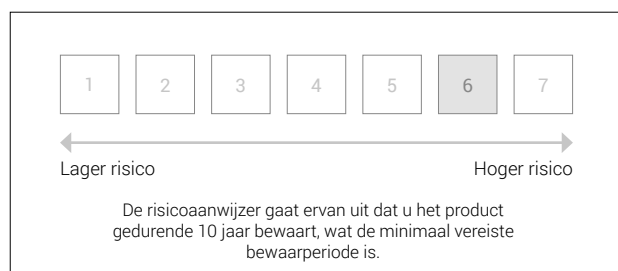 1 2 3 4 5 6 7
Lager risico Hoger risico
De risicoaanwijzer gaat ervan uit dat u het product
gedurende 10 jaar bewaart, wat de minimaal vereiste
bewaarperiode is.